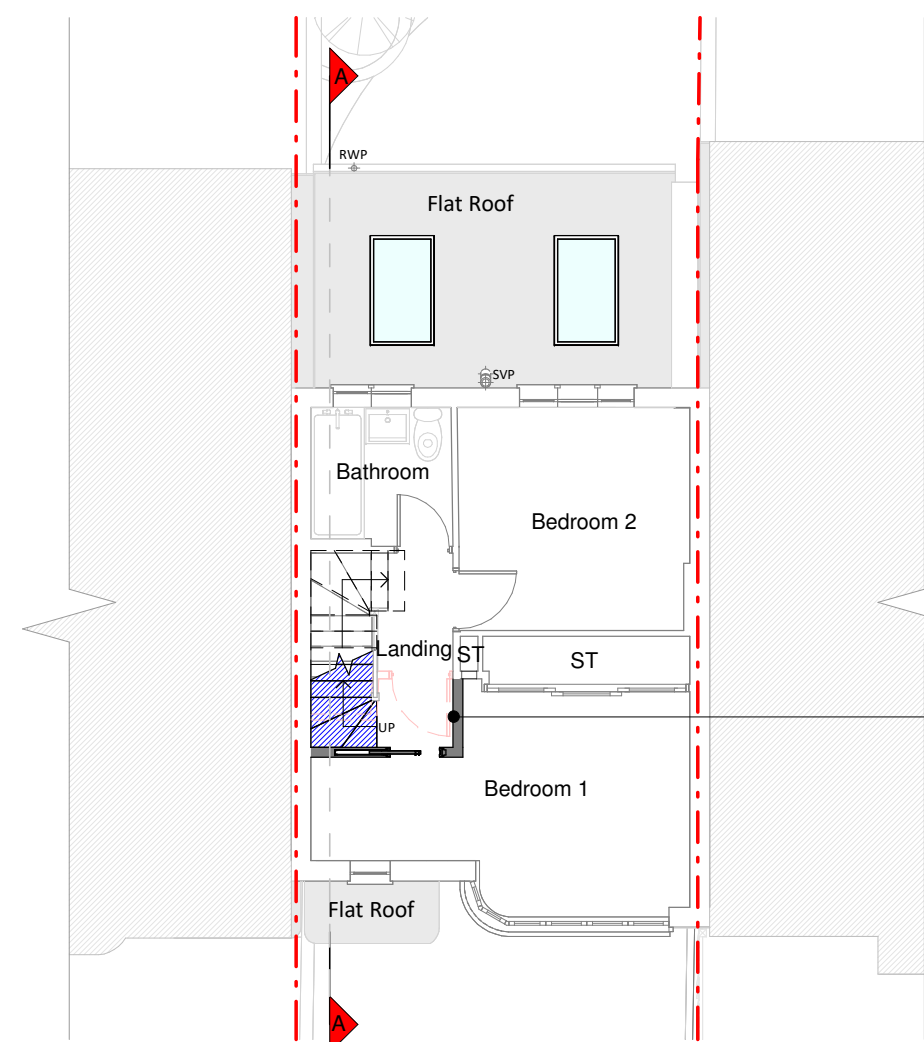 A
RWP
Flat Roof
SVP
Bathroom
Bedroom 2
Landing
ST
ST
UP
Bedroom 1
Flat Roof
A